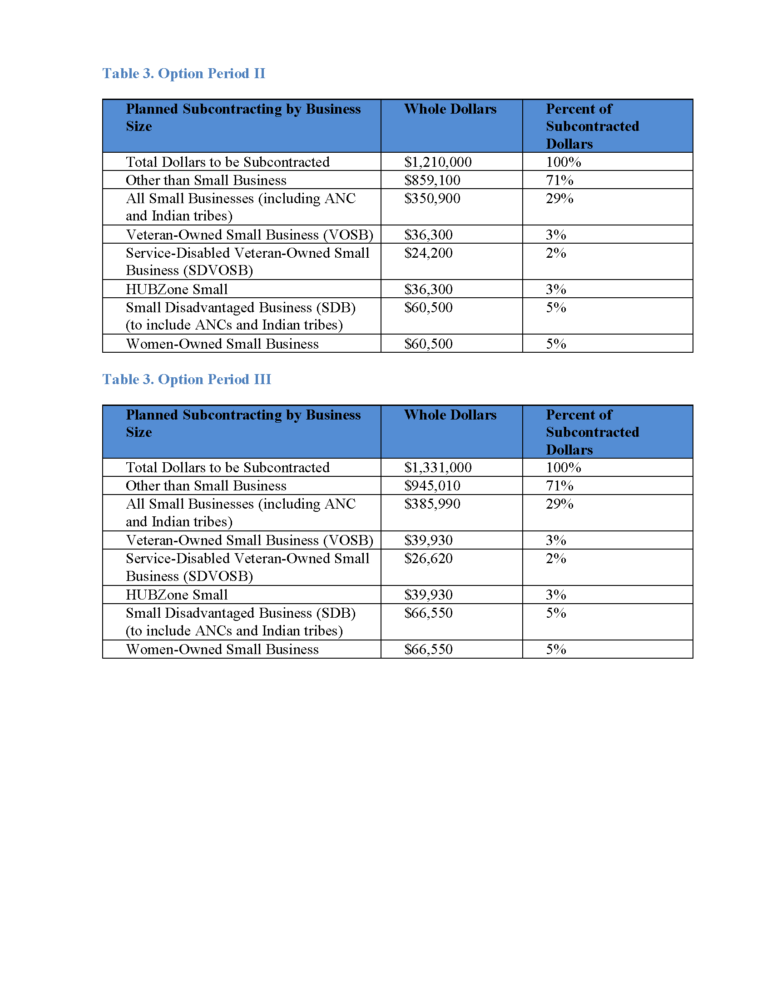 Table 3. Option Period II
Planned Subcontracting by Business
Size
Whole Dollars
Percent of
Subcontracted
Dollars
Total Dollars to be Subcontracted
$1,210,000
100%
Other than Small Business
$859,100
71%
All Small Businesses (including ANC
and Indian tribes)
$350,900
29%
Veteran-Owned Small Business (VOSB)
$36,300
3%
Service-Disabled Veteran-Owned Small
Business (SDVOSB)
$24,200
2%
HUBZone Small
$36,300
3%
Small Disadvantaged Business (SDB)
(to include ANCs and Indian tribes)
$60,500
5%
Women-Owned Small Business
$60,500
5%
Table 3. Option Period III
Planned Subcontracting by Business
Size
Whole Dollars
Percent of
Subcontracted
Dollars
Total Dollars to be Subcontracted
$1,331,000
100%
Other than Small Business
$945,010
71%
All Small Businesses (including ANC
and Indian tribes)
$385,990
29%
Veteran-Owned Small Business (VOSB)
$39,930
3%
Service-Disabled Veteran-Owned Small
Business (SDVOSB)
$26,620
2%
HUBZone Small
$39,930
3%
Small Disadvantaged Business (SDB)
(to include ANCs and Indian tribes)
$66,550
5%
Women-Owned Small Business
$66,550
5%